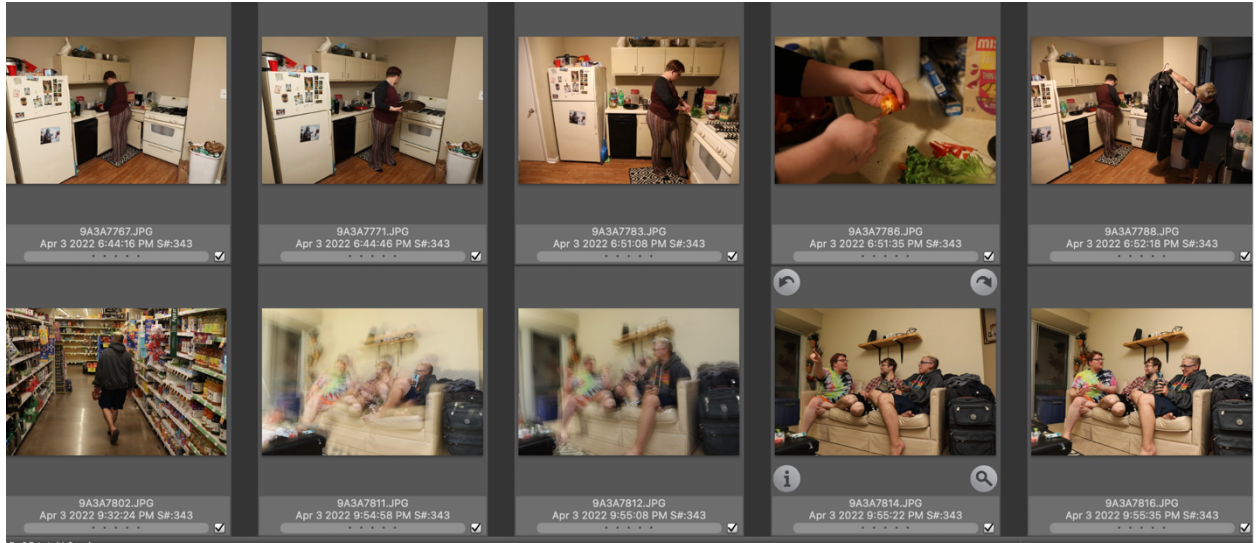 9A3A7767.JPG
Apr 3 2022 6:44:16 PM S#:343
9A3A7771.JPG
Apr 3 2022 6:44:46 PM S#:343
9A3A7783.JPG
Apr 3 2022 6:51:08 PM S#:343
9A3A7786.JPG
Apr 3 2022 6:51:35 PM S#:343
9A3A7788.JPG
Apr 3 2022 6:52:18 PM S#:343
9A3A7802.JPG
Apr 3 2022 9:32:24 PM S#:343
9A3A7811.JPG
Apr 3 2022 9:54:58 PM S#:343
9A3A7812.JPG
Apr 3 2022 9:55:08 PM S#:343
9A3A7814.JPG
Apr 3 2022 9:55:22 PM S#:343
9A3A7816.JPG
Apr 3 2022 9:55:35 PM S#:343